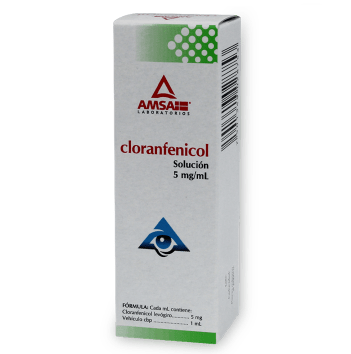 AMSA
LABORATORIOS
cloranfenicol
Solución
5 mg/mL
FÓRMULA: Cada mL contiene:
Cloranfenicol levógiro.......... 5 mg
Vehículo cbp .................... 1 mL